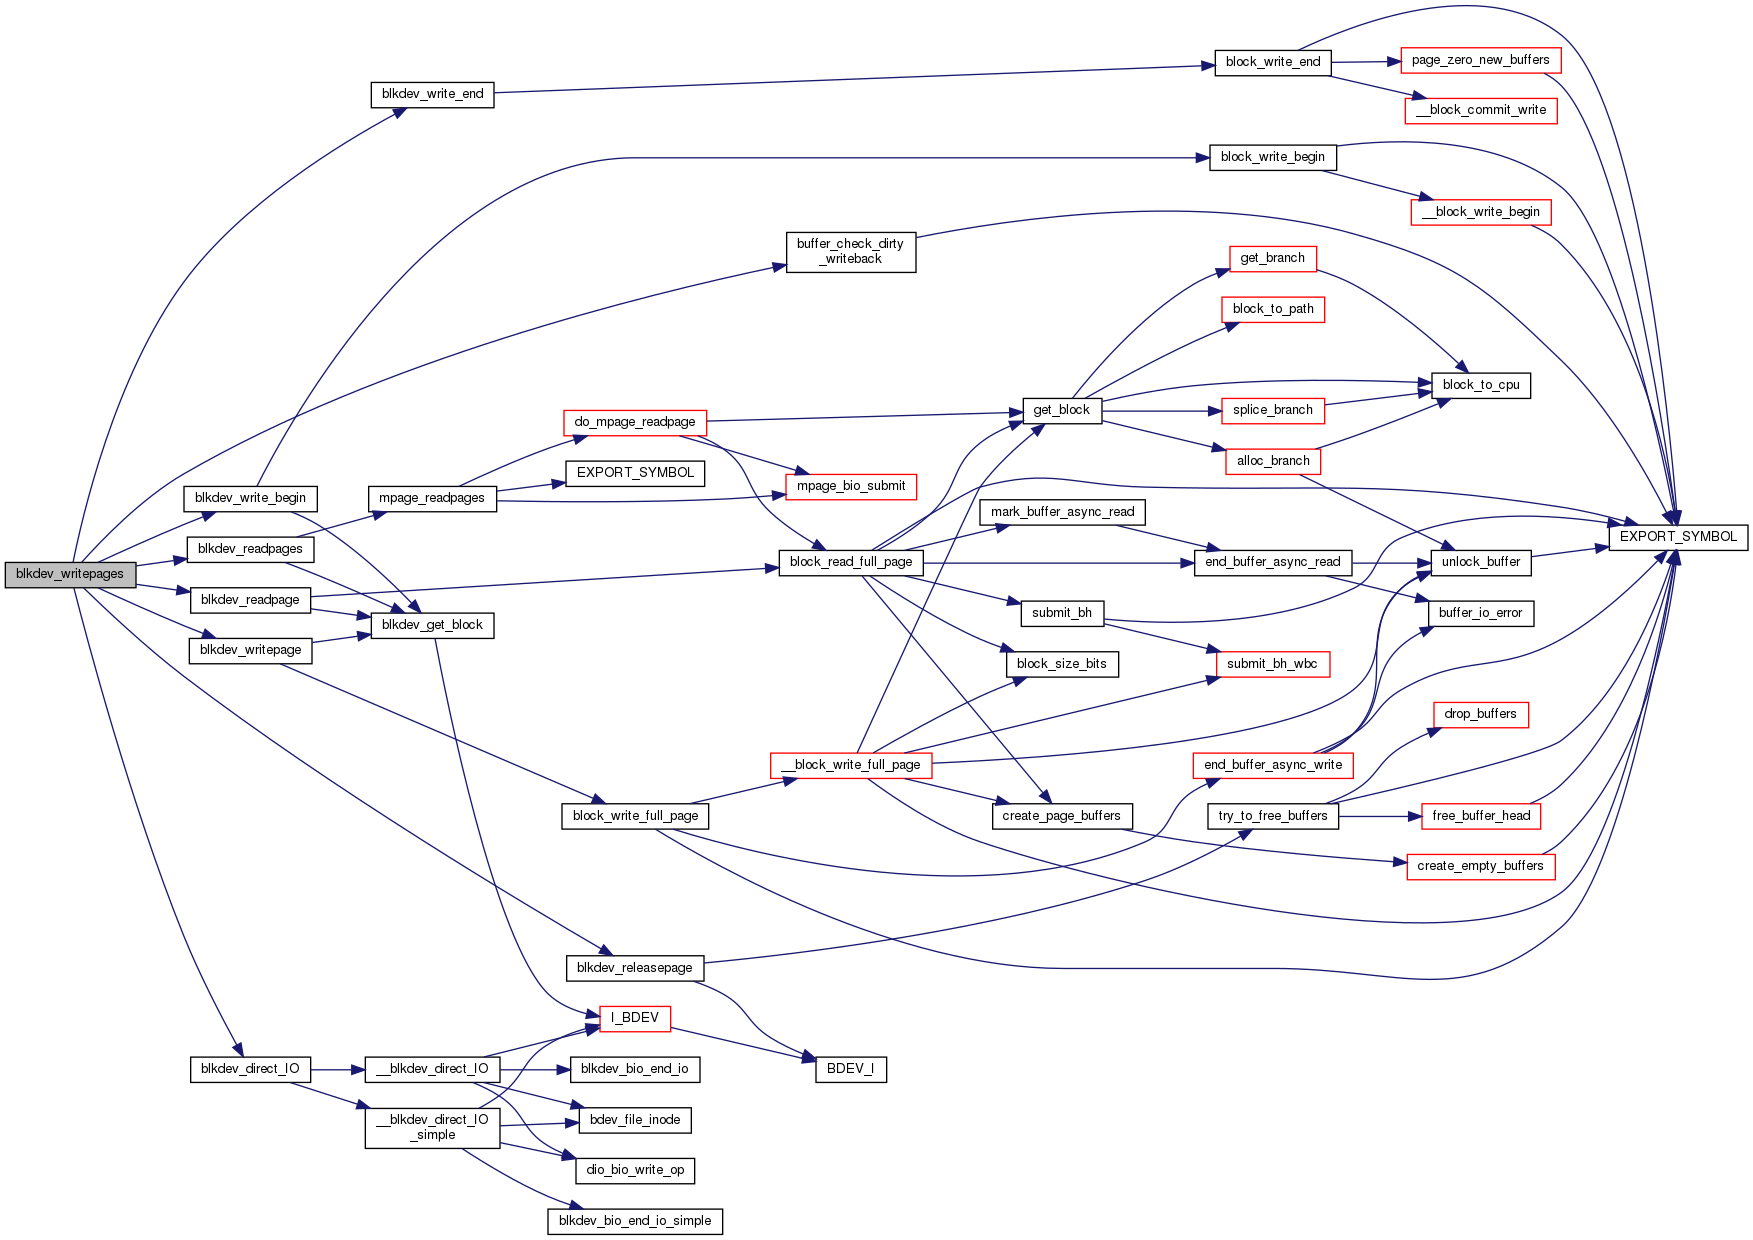 block_write_end
page_zero_new_buffers
blkdev_write_end
__block_commit_write
block_write_begin
__block_write_begin
buffer_check_dirty
_writeback
get_branch
block_to_path
block_to_cpu
do_mpage_readpage
get_block
splice_branch
alloc_branch
EXPORT_SYMBOL
mpage_bio_submit
blkdev_write_begin
mpage_readpages
mark_buffer_async_read
EXPORT_SYMBOL
blkdev_readpages
block_read_full_page
end_buffer_async_read
unlock_buffer
blkdev_writepages
blkdev_readpage
submit_bh
buffer_io_error
blkdev_get_block
blkdev_writepage
block_size_bits
submit_bh_wbc
drop_buffers
__block_write_full_page
end_buffer_async_write
block_write_full_page
create_page_buffers
try_to_free_buffers
free_buffer_head
create_empty_buffers
blkdev_releasepage
I_BDEV
blkdev_direct_IO
__blkdev_direct_IO
blkdev_bio_end_io
BDEV_I
__blkdev_direct_IO
_simple
bdev_file_inode
dio_bio_write_op
blkdev_bio_end_io_simple